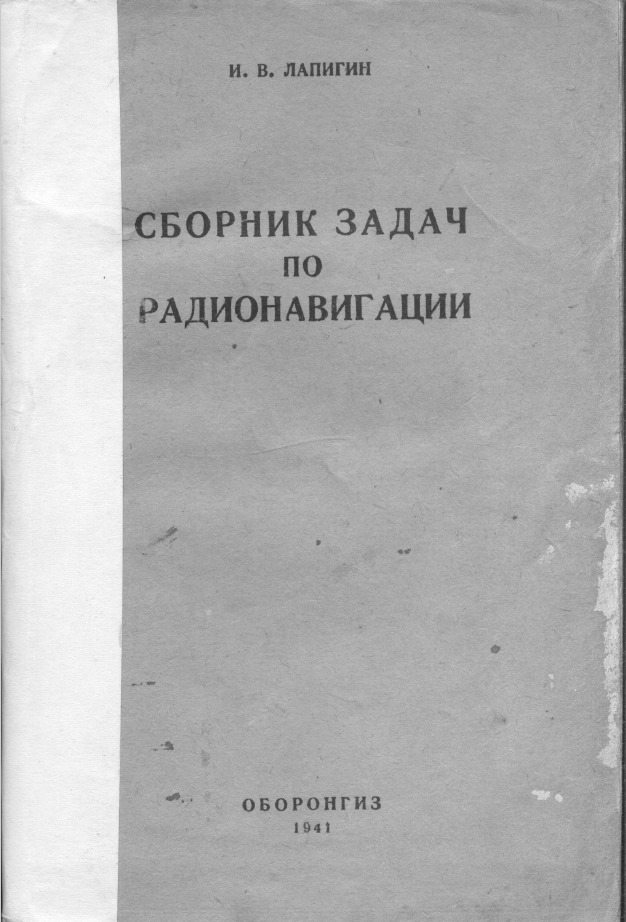 И. В. ЛАПИГИН
СБОРНИК ЗАДАЧ
ПО
РАДИОНАВИГАЦИИ
ОБОРОНГИЗ
1941